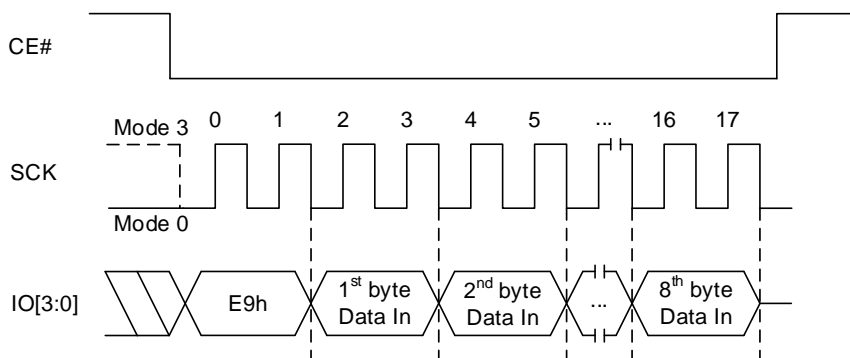 CE#
0 1 2 3 4 5 ... 16 17
Mode 3
SCK
Mode 0
IO[3:0]
E9h
1st byte
Data In
2nd byte
Data In
...
8th byte
Data In